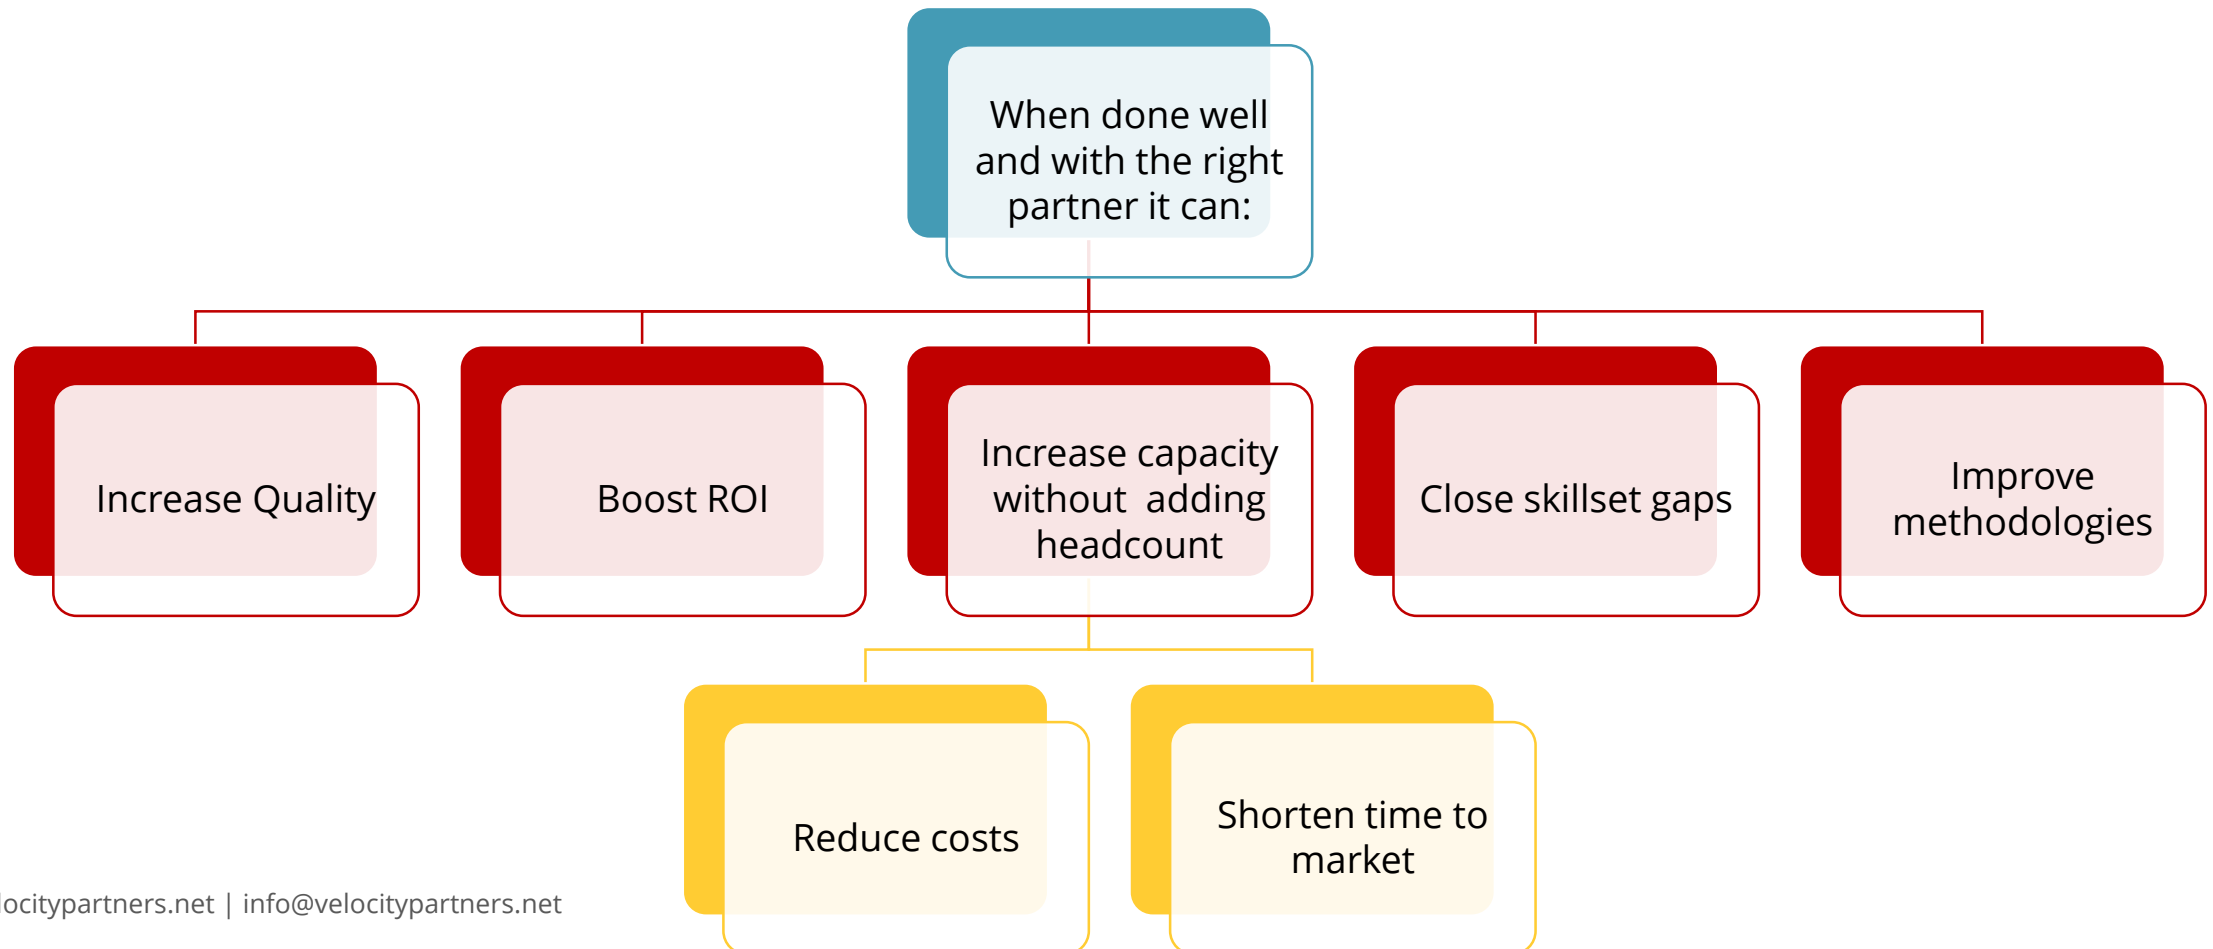 When done well
and with the right
partner it can:
Increase Quality
Boost ROI
Increase capacity
without  adding
headcount
Close skillset gaps
Improve
methodologies
Reduce costs
Shorten time to
market
locitypartners.net | info@velocitypartners.net